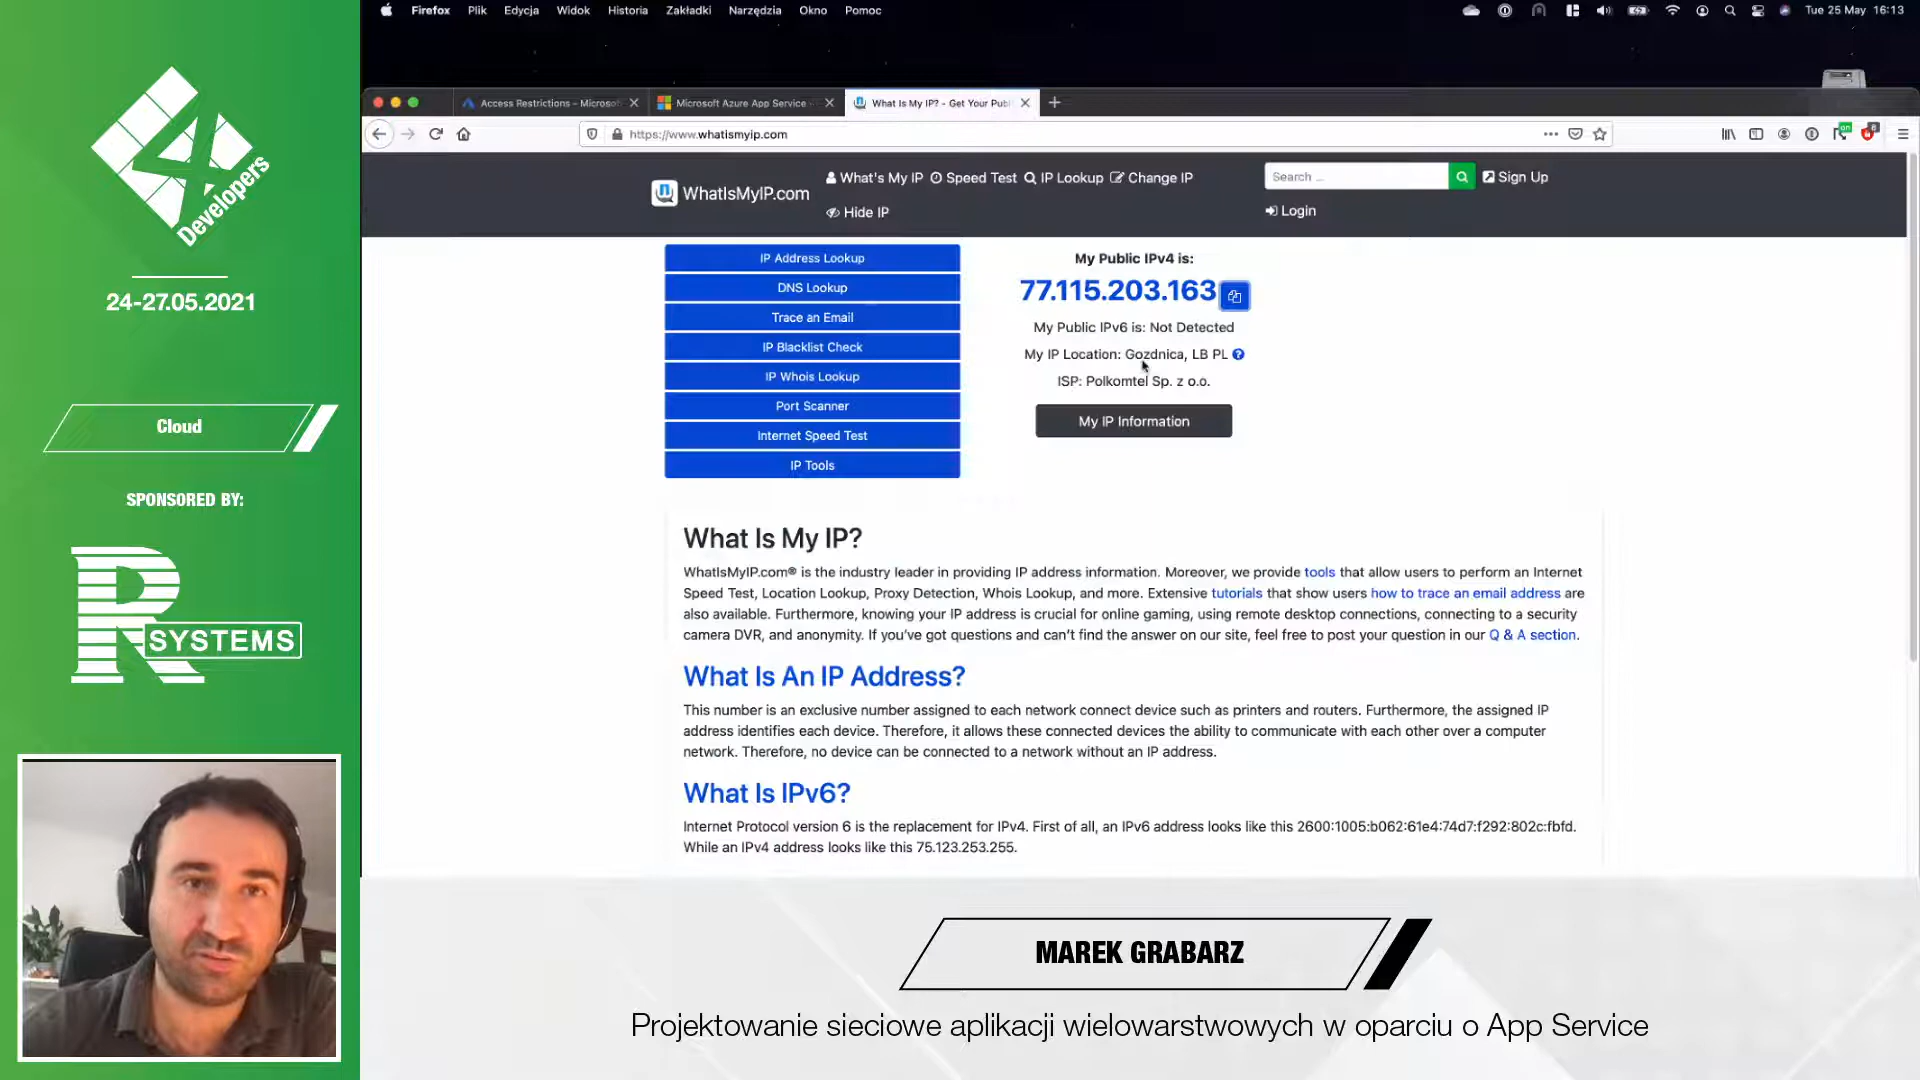 Firefox Plik Edycja Widok Historia Zakładki Narzędzia Okno Pomoc
Tue 25 May 16:13
Access Restrictions – Microsof
Microsoft Azure App Service -
What Is My IP? - Get Your Publ
https://www.whatismyip.com
WhatIsMyIP.com
What's My IP Speed Test IP Lookup Change IP
Hide IP
Search ...
Sign Up
Login
IP Address Lookup
DNS Lookup
Trace an Email
IP Blacklist Check
IP Whois Lookup
Port Scanner
Internet Speed Test
IP Tools
My Public IPv4 is:
77.115.203.163
My Public IPv6 is: Not Detected
My IP Location: Gozdnica, LB PL
ISP: Polkomtel Sp. z o.o.
My IP Information
What Is My IP?
WhatIsMyIP.com® is the industry leader in providing IP address information. Moreover, we provide tools that allow users to perform an Internet
Speed Test, Location Lookup, Proxy Detection, Whois Lookup, and more. Extensive tutorials that show users how to trace an email address are
also available. Furthermore, knowing your IP address is crucial for online gaming, using remote desktop connections, connecting to a security
camera DVR, and anonymity. If you've got questions and can't find the answer on our site, feel free to post your question in our Q & A section.
What Is An IP Address?
This number is an exclusive number assigned to each network connect device such as printers and routers. Furthermore, the assigned IP
address identifies each device. Therefore, it allows these connected devices the ability to communicate with each other over a computer
network. Therefore, no device can be connected to a network without an IP address.
What Is IPv6?
Internet Protocol version 6 is the replacement for IPv4. First of all, an IPv6 address looks like this 2600:1005:b062:61e4:74d7:f292:802c:fbfd.
While an IPv4 address looks like this 75.123.253.255.
4
Developers
24-27.05.2021
Cloud
SPONSORED BY:
R SYSTEMS
MAREK GRABARZ
Projektowanie sieciowe aplikacji wielowarstwowych w oparciu o App Service